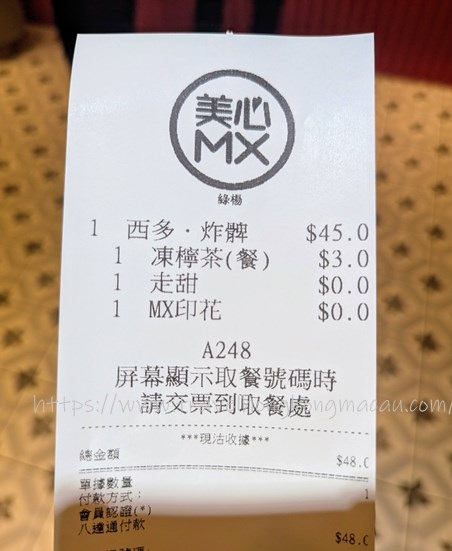 美心
MX
綠楊
1 西多·炸髀 $45.0
1 凍檸茶(餐) $3.0
1 走甜 $0.0
1 MX印花 $0.0
A248
屏幕顯示取餐號碼時
請交票到取餐處
***現沽收據***
總金額 $48.0
單據數量 1
付款方式:
會員認證(*)
八達通付款 $48.0